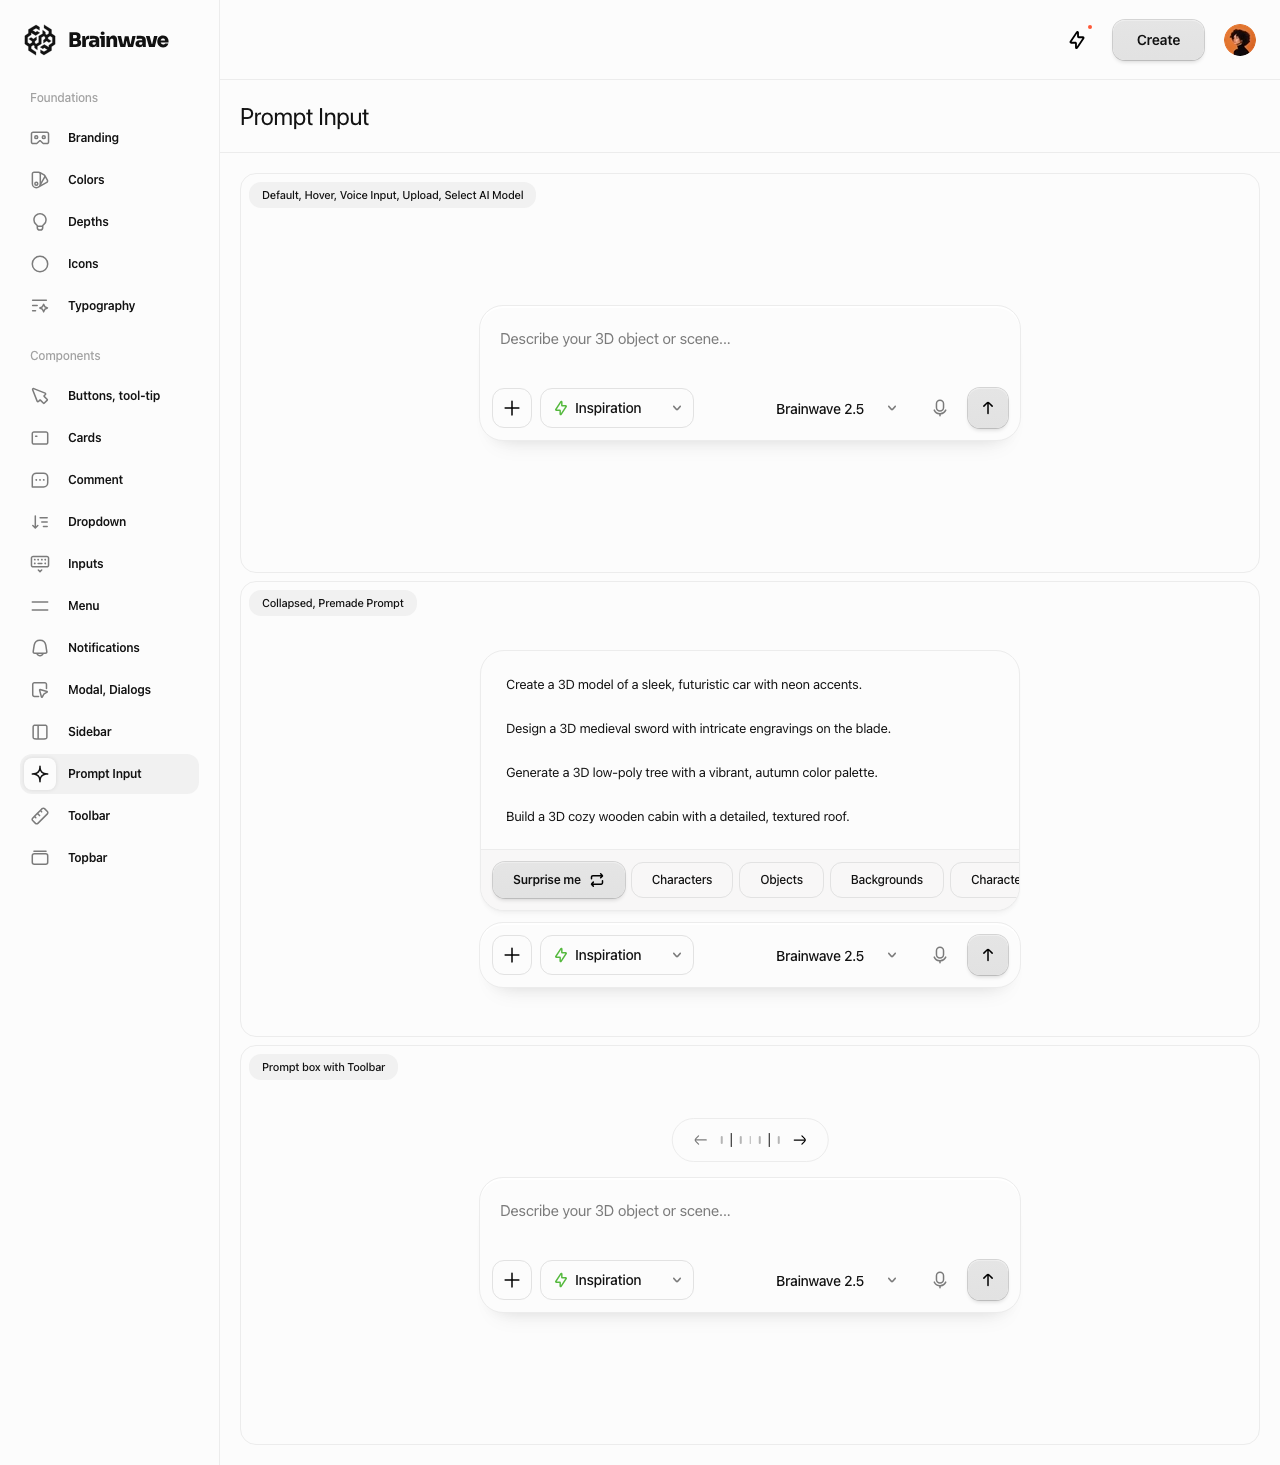 Brainwave
Create
Foundations
Branding
Colors
Depths
Icons
Typography
Components
Buttons, tool-tip
Cards
Comment
Dropdown
Inputs
Menu
Notifications
Modal, Dialogs
Sidebar
Prompt Input
Toolbar
Topbar
Prompt Input
Default, Hover, Voice Input, Upload, Select AI Model
Describe your 3D object or scene...
Inspiration
Brainwave 2.5
Collapsed, Premade Prompt
Create a 3D model of a sleek, futuristic car with neon accents.
Design a 3D medieval sword with intricate engravings on the blade.
Generate a 3D low-poly tree with a vibrant, autumn color palette.
Build a 3D cozy wooden cabin with a detailed, textured roof.
Surprise me
Characters
Objects
Backgrounds
Characte
Inspiration
Brainwave 2.5
Prompt box with Toolbar
Describe your 3D object or scene...
Inspiration
Brainwave 2.5